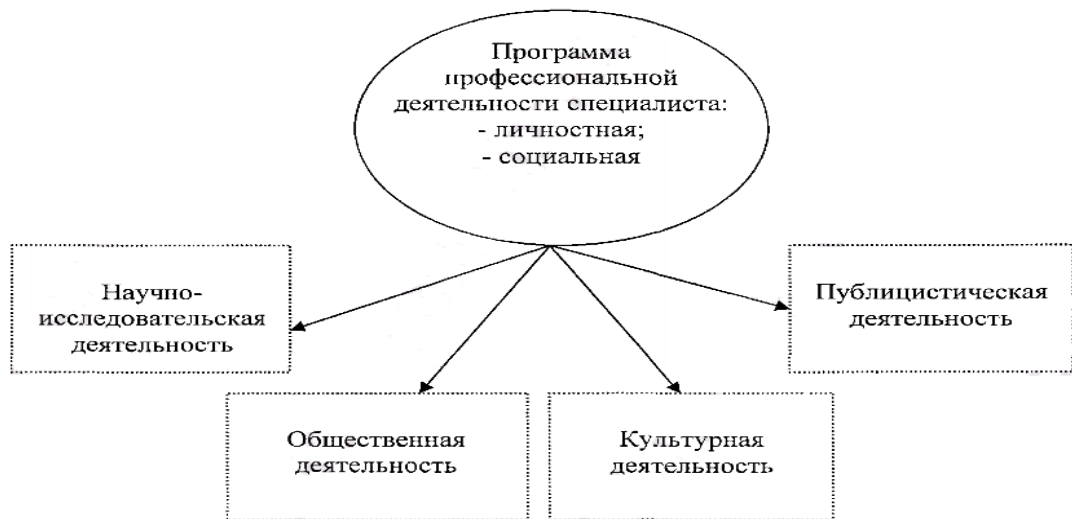 Программа
профессиональной
деятельности специалиста:
- личностная;
- социальная
Научно-
исследовательская
деятельность
Публицистическая
деятельность
Общественная
деятельность
Культурная
деятельность